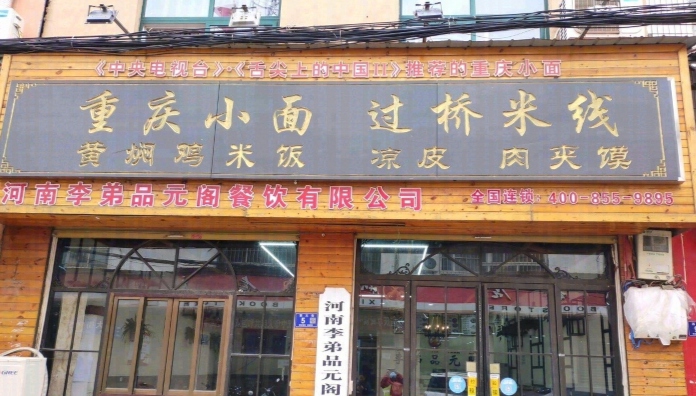 《中央电视台》·《舌尖上的中国II》推荐的重庆小面
重庆小面 过桥米线
黄焖鸡米饭 凉皮 肉夹馍
河南李弟品元阁餐饮有限公司 全国连锁:400-855-9895
河南李弟品元阁